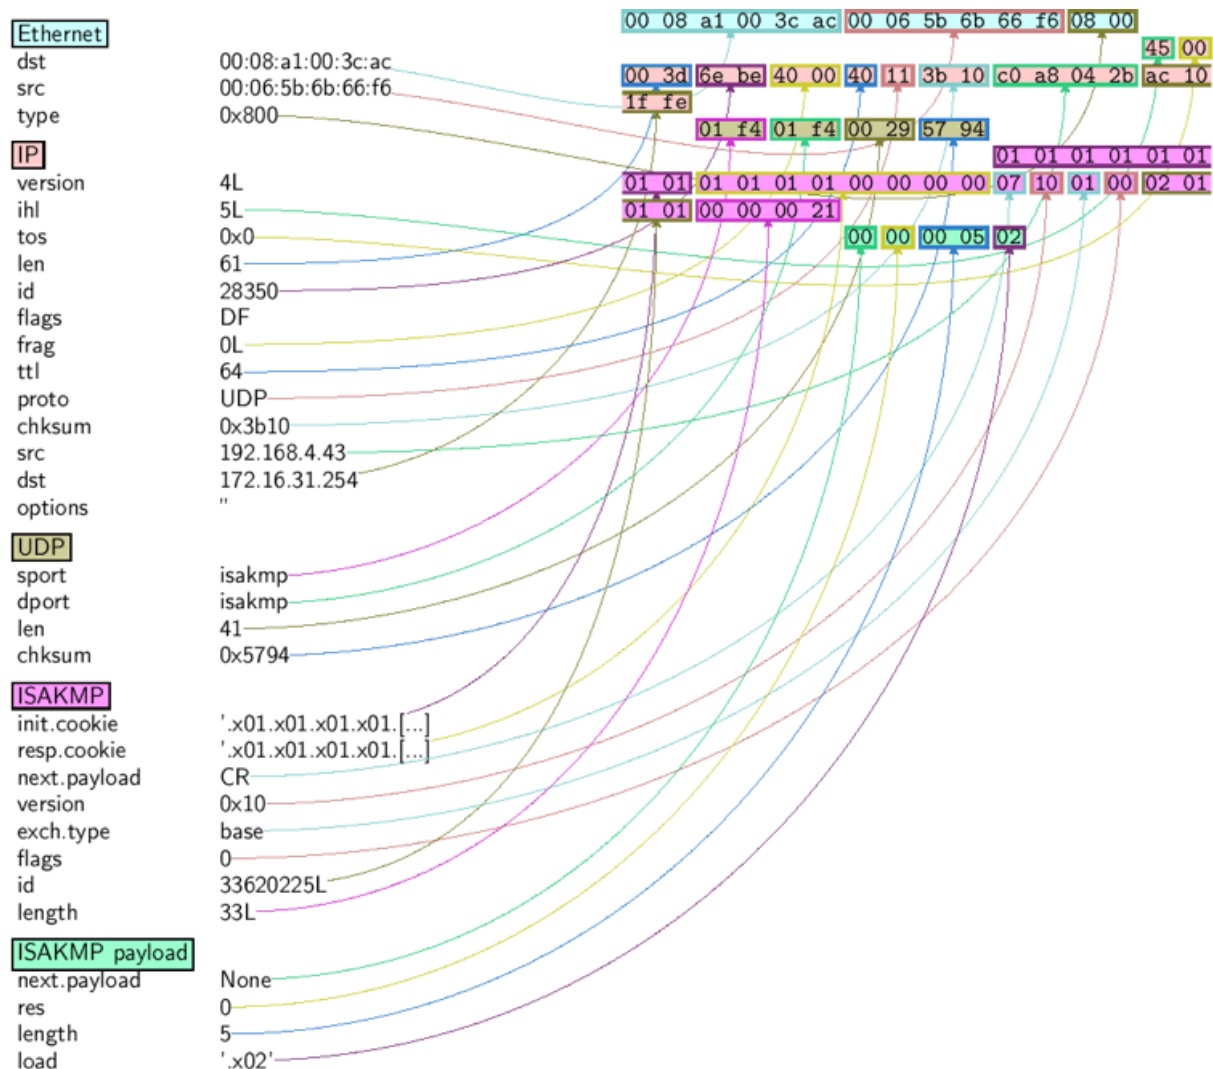 Ethernet
dst 00:08:a1:00:3c:ac
src 00:06:5b:6b:66:f6
type 0x800
IP
version 4L
ihl 5L
tos 0x0
len 61
id 28350
flags DF
frag 0L
ttl 64
proto UDP
chksum 0x3b10
src 192.168.4.43
dst 172.16.31.254
options ''
UDP
sport isakmp
dport isakmp
len 41
chksum 0x5794
ISAKMP
init.cookie '.x01.x01.x01.x01.[...]
resp.cookie '.x01.x01.x01.x01.[...]
next.payload CR
version 0x10
exch.type base
flags 0
id 33620225L
length 33L
ISAKMP payload
next.payload None
res 0
length 5
load '.x02'
00 08 a1 00 3c ac 00 06 5b 6b 66 f6 08 00
45 00
00 3d 6e be 40 00 40 11 3b 10 c0 a8 04 2b ac 10
1f fe
01 f4 01 f4 00 29 57 94
01 01 01 01 01 01
01 01 01 01 01 01 00 00 00 00 07 10 01 00 02 01
01 01 00 00 00 21
00 00 00 05 02